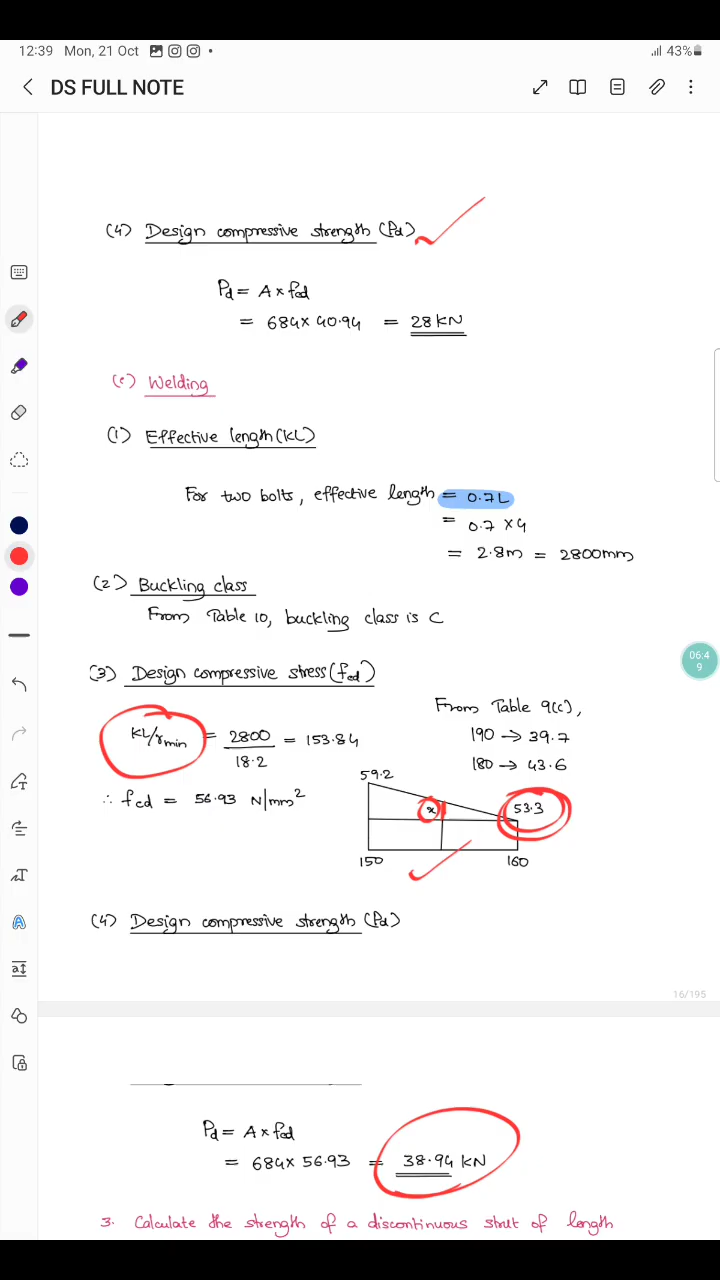 12:39 Mon, 21 Oct 43%
DS FULL NOTE
(4) Design compressive strength (Pd)
Pd = A x fcd
= 684 x 40.94 = 28 KN
(c) Welding
(1) Effective length (KL)
For two bolts, effective length = 0.7L
= 0.7 x 4
= 2.8m = 2800mm
(2) Buckling class
From Table 10, buckling class is C
(3) Design compressive stress (fcd)
From Table 9(c),
KL/rmin = 2800/18.2 = 153.84
190 → 39.7
180 → 43.6
∴ fcd = 56.93 N/mm²
59.2
x
53.3
150 160
(4) Design compressive strength (Pd)
16/195
06:4
9
Pd = A x fcd
= 684 x 56.93 = 38.94 KN
3. Calculate the strength of a discontinuous strut of length